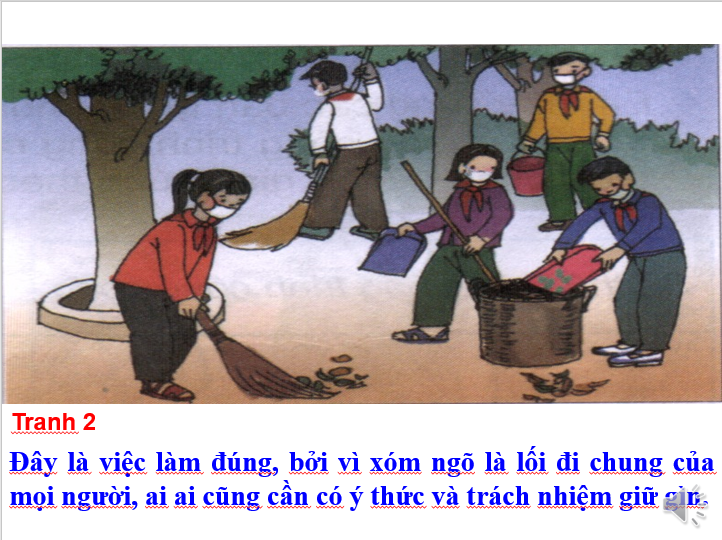 Tranh 2
Đây là việc làm đúng, bởi vì xóm ngõ là lối đi chung của
mọi người, ai ai cũng cần có ý thức và trách nhiệm giữ gìn.